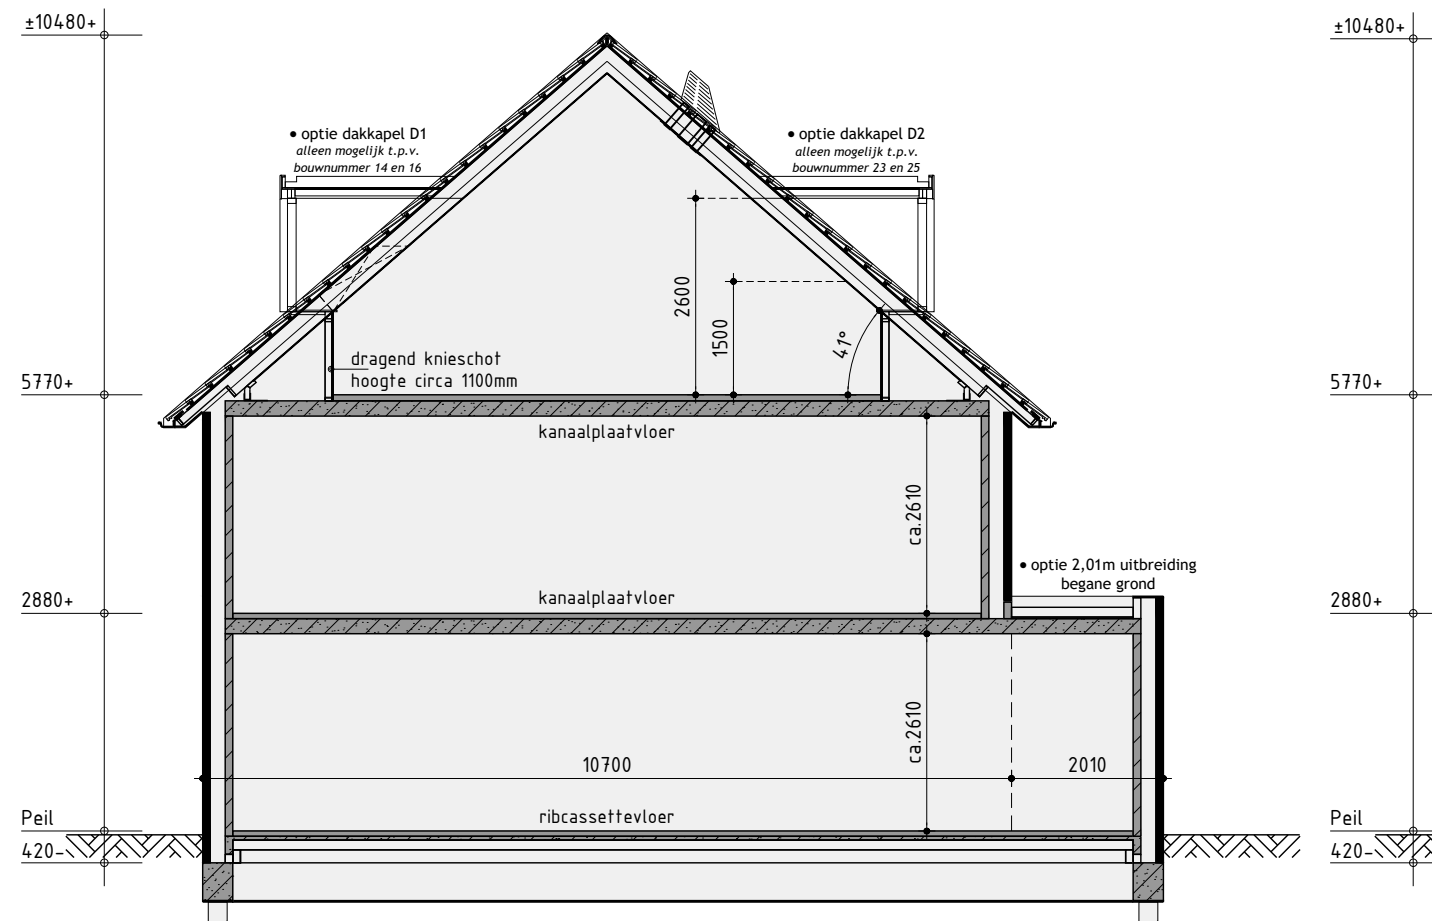 ±10480+
±10480+
• optie dakkapel D1
alleen mogelijk t.p.v.
bouwnummer 14 en 16
• optie dakkapel D2
alleen mogelijk t.p.v.
bouwnummer 23 en 25
2600
1500
41°
dragend knieschot
hoogte circa 1100mm
5770+
5770+
kanaalplaatvloer
ca.2610
• optie 2,01m uitbreiding
begane grond
kanaalplaatvloer
2880+
2880+
ca.2610
10700
2010
ribcassettevloer
Peil
Peil
420-
420-